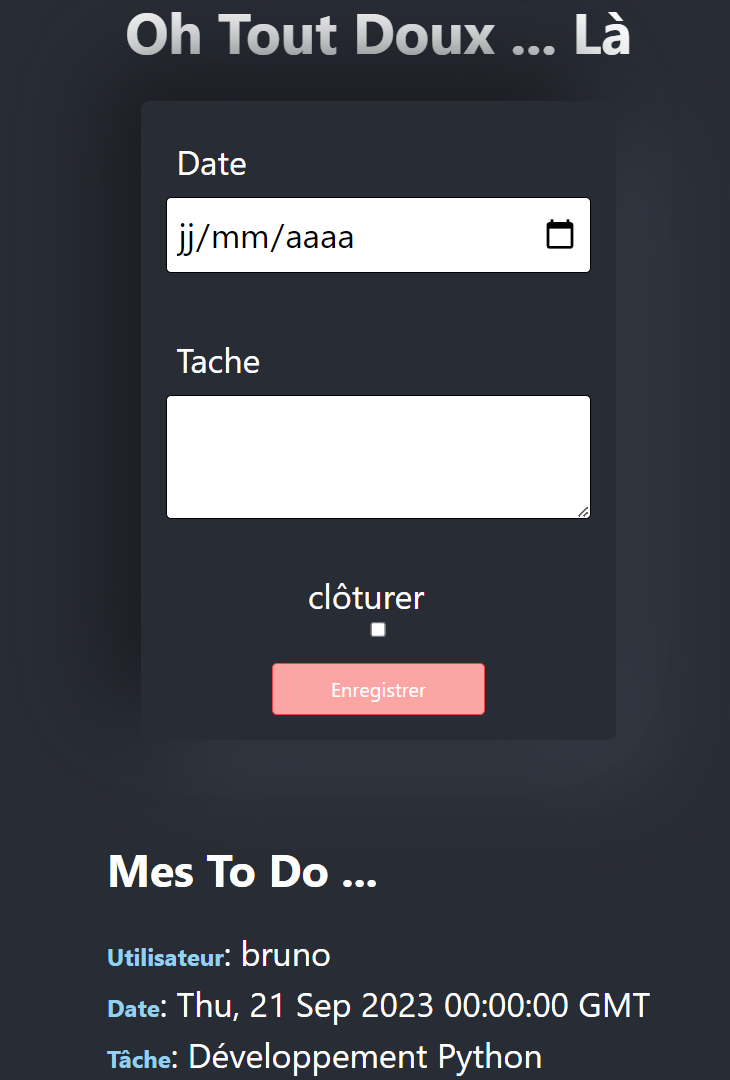 Oh Tout Doux ... Là
Date
jj/mm/aaaa
Tache
clôturer
Enregistrer
Mes To Do ...
Utilisateur: bruno
Date: Thu, 21 Sep 2023 00:00:00 GMT
Tâche: Développement Python